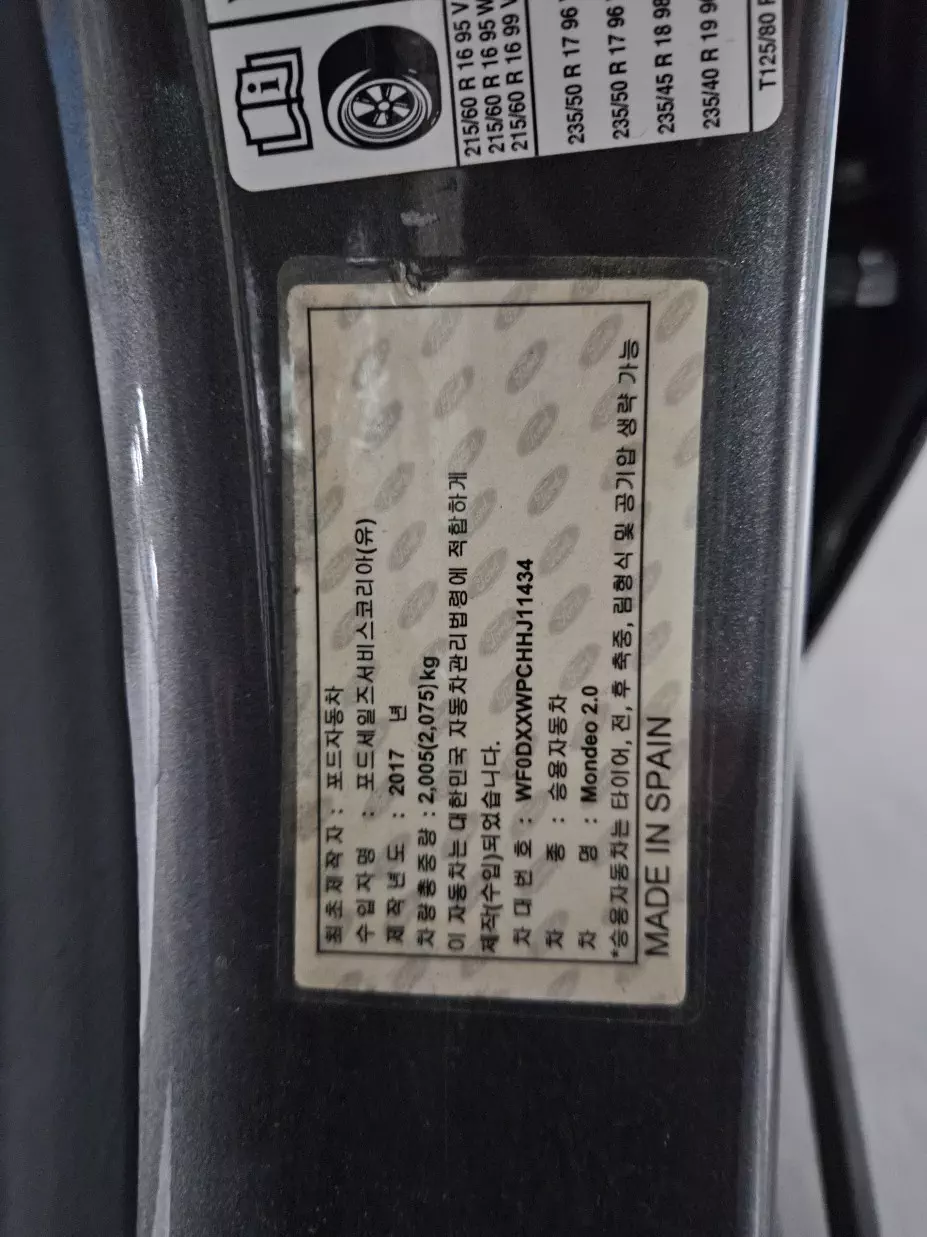 215/60 R 16 95 V
215/60 R 16 95 W
215/60 R 16 99 V
235/50 R 17 96
235/50 R 17 96
235/45 R 18 98
235/40 R 19 96
T125/80 R
최초제작자 : 포드자동차
수입자명 : 포드세일즈서비스코리아(유)
제작년도 : 2017 년
차량총중량 : 2,005(2,075)kg
이 자동차는 대한민국 자동차관리법령에 적합하게
제작(수입)되었습니다.
차대번호 : WF0DXXWPCHHJ11434
차 종 : 승용자동차
차 명 : Mondeo 2.0
*승용자동차는 타이어, 전, 후 축중, 림형식 및 공기압 생략 가능
MADE IN SPAIN